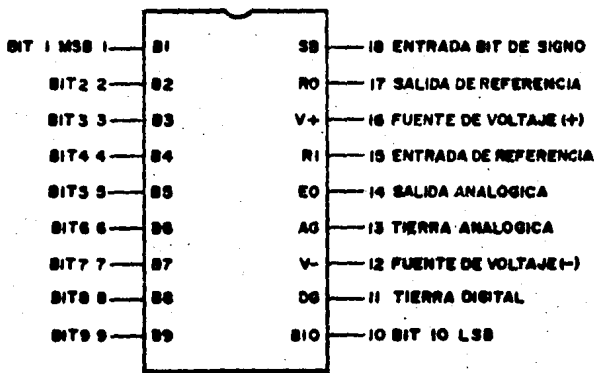 BIT 1 MSB 1 B1 SB 18 ENTRADA BIT DE SIGNO
BIT2 2 B2 RO 17 SALIDA DE REFERENCIA
BIT3 3 B3 V+ 16 FUENTE DE VOLTAJE (+)
BIT4 4 B4 RI 15 ENTRADA DE REFERENCIA
BIT5 5 B5 EO 14 SALIDA ANALOGICA
BIT6 6 B6 AG 13 TIERRA ANALOGICA
BIT7 7 B7 V- 12 FUENTE DE VOLTAJE (-)
BIT8 8 B8 DG 11 TIERRA DIGITAL
BIT9 9 B9 B10 10 BIT 10 LSB